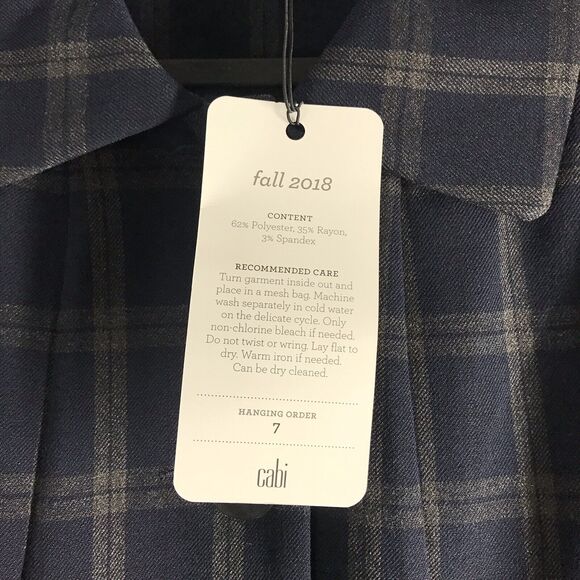 fall 2018
CONTENT
62% Polyester, 35% Rayon,
3% Spandex
RECOMMENDED CARE
Turn garment inside out and
place in a mesh bag. Machine
wash separately in cold water
on the delicate cycle. Only
non-chlorine bleach if needed.
Do not twist or wring. Lay flat to
dry. Warm iron if needed.
Can be dry cleaned.
HANGING ORDER
7
cabi